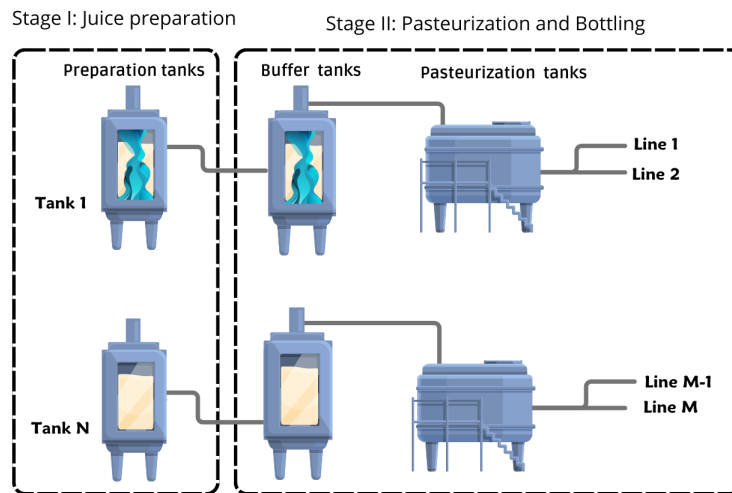 Stage I: Juice preparation
Stage II: Pasteurization and Bottling
Preparation tanks
Buffer tanks
Pasteurization tanks
Line 1
Line 2
Tank 1
Line M-1
Line M
Tank N